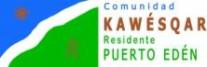 Comunidad
KAWÉSQAR
Residente
PUERTO EDÉN